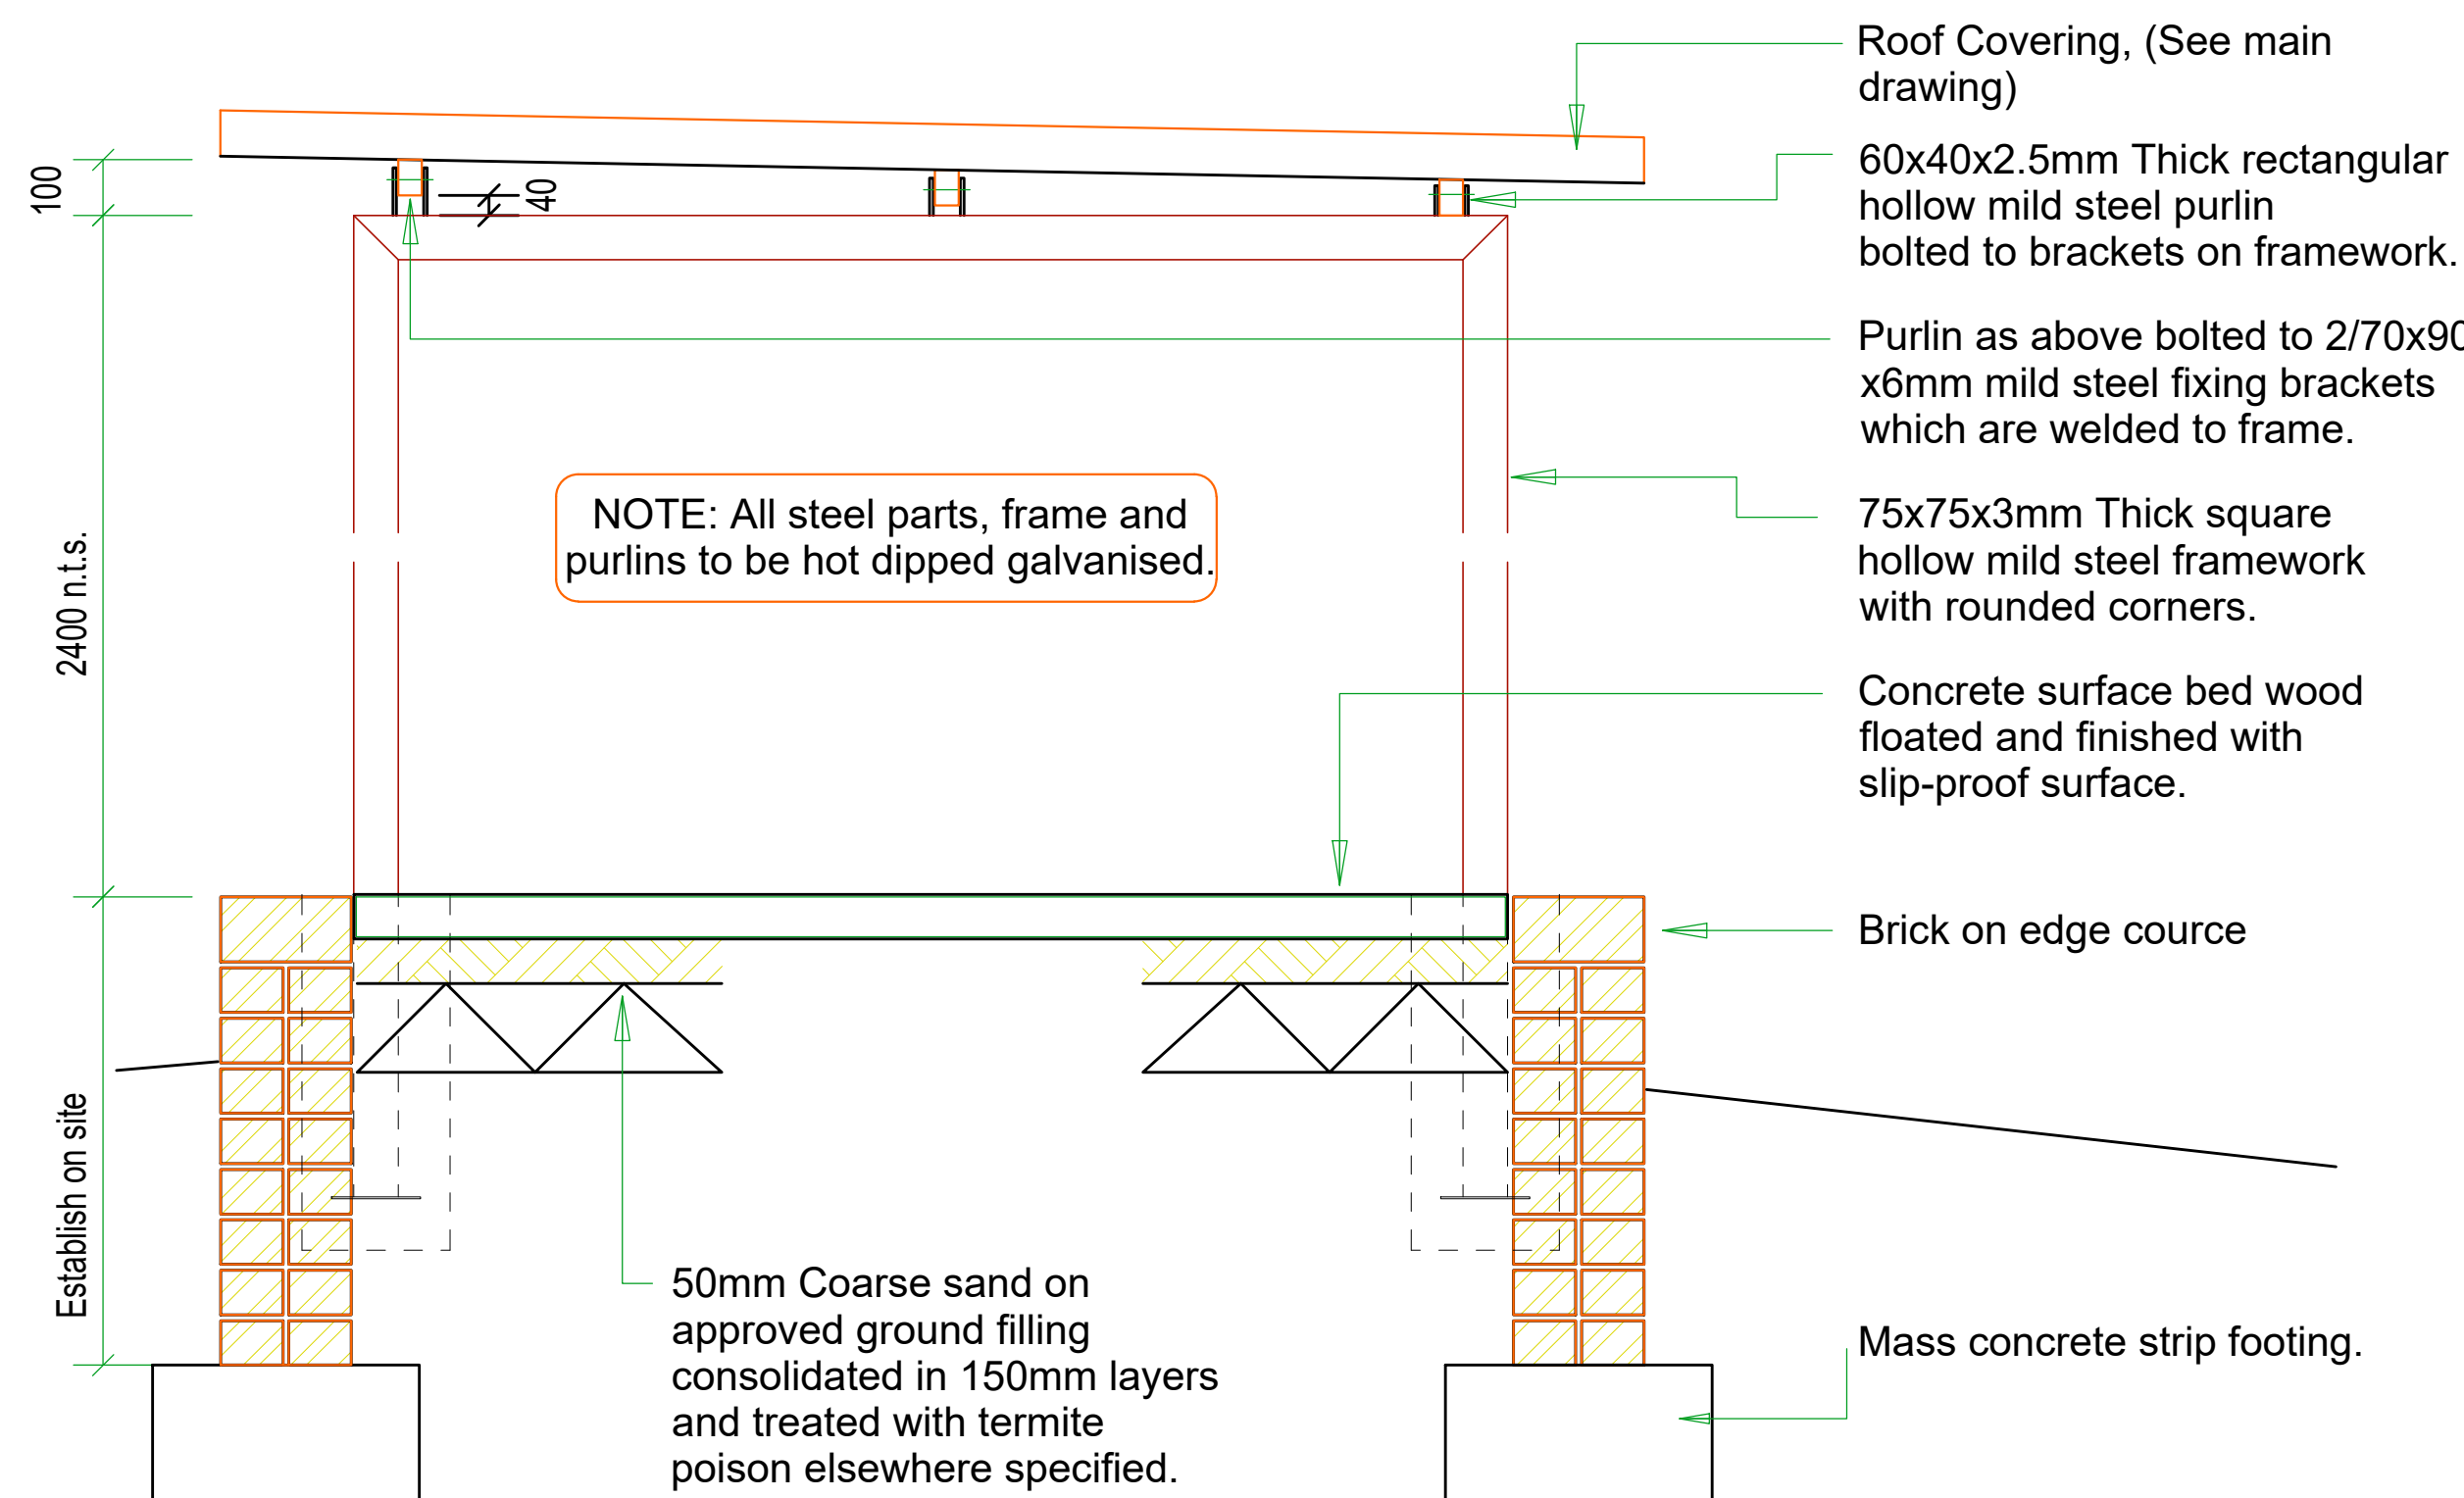 Roof Covering, (See main
drawing)
60x40x2.5mm Thick rectangular
hollow mild steel purlin
bolted to brackets on framework.
Purlin as above bolted to 2/70x90
x6mm mild steel fixing brackets
which are welded to frame.
75x75x3mm Thick square
hollow mild steel framework
with rounded corners.
Concrete surface bed wood
floated and finished with
slip-proof surface.
Brick on edge cource
Mass concrete strip footing.
100
40
2400 n.t.s.
Establish on site
NOTE: All steel parts, frame and
purlins to be hot dipped galvanised.
50mm Coarse sand on
approved ground filling
consolidated in 150mm layers
and treated with termite
poison elsewhere specified.